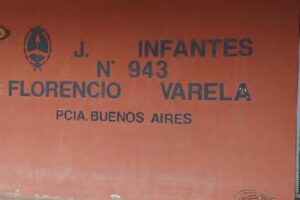 J. INFANTES
N° 943
FLORENCIO VARELA
PCIA. BUENOS AIRES